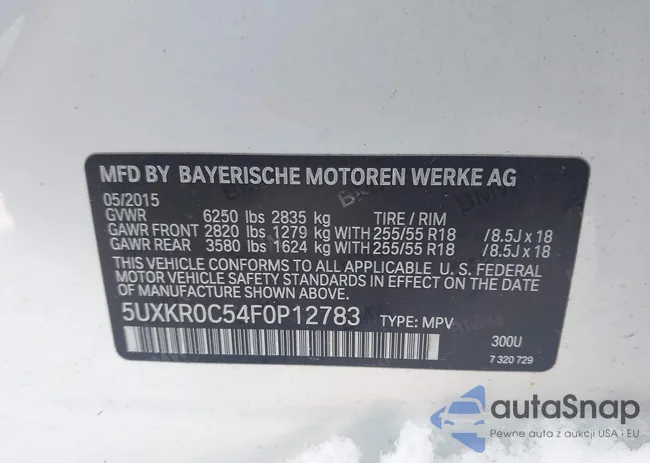 MFD BY BAYERISCHE MOTOREN WERKE AG
05/2015
GVWR 6250 lbs 2835 kg TIRE / RIM
GAWR FRONT 2820 lbs 1279 kg WITH 255/55 R18 /8.5J x 18
GAWR REAR 3580 lbs 1624 kg WITH 255/55 R18 /8.5J x 18
THIS VEHICLE CONFORMS TO ALL APPLICABLE U. S. FEDERAL
MOTOR VEHICLE SAFETY STANDARDS IN EFFECT ON THE DATE OF
MANUFACTURE SHOWN ABOVE.
5UXKR0C54F0P12783 TYPE: MPV
300U
7 320 729
autaSnap
Pewne auta z aukcji USA i EU